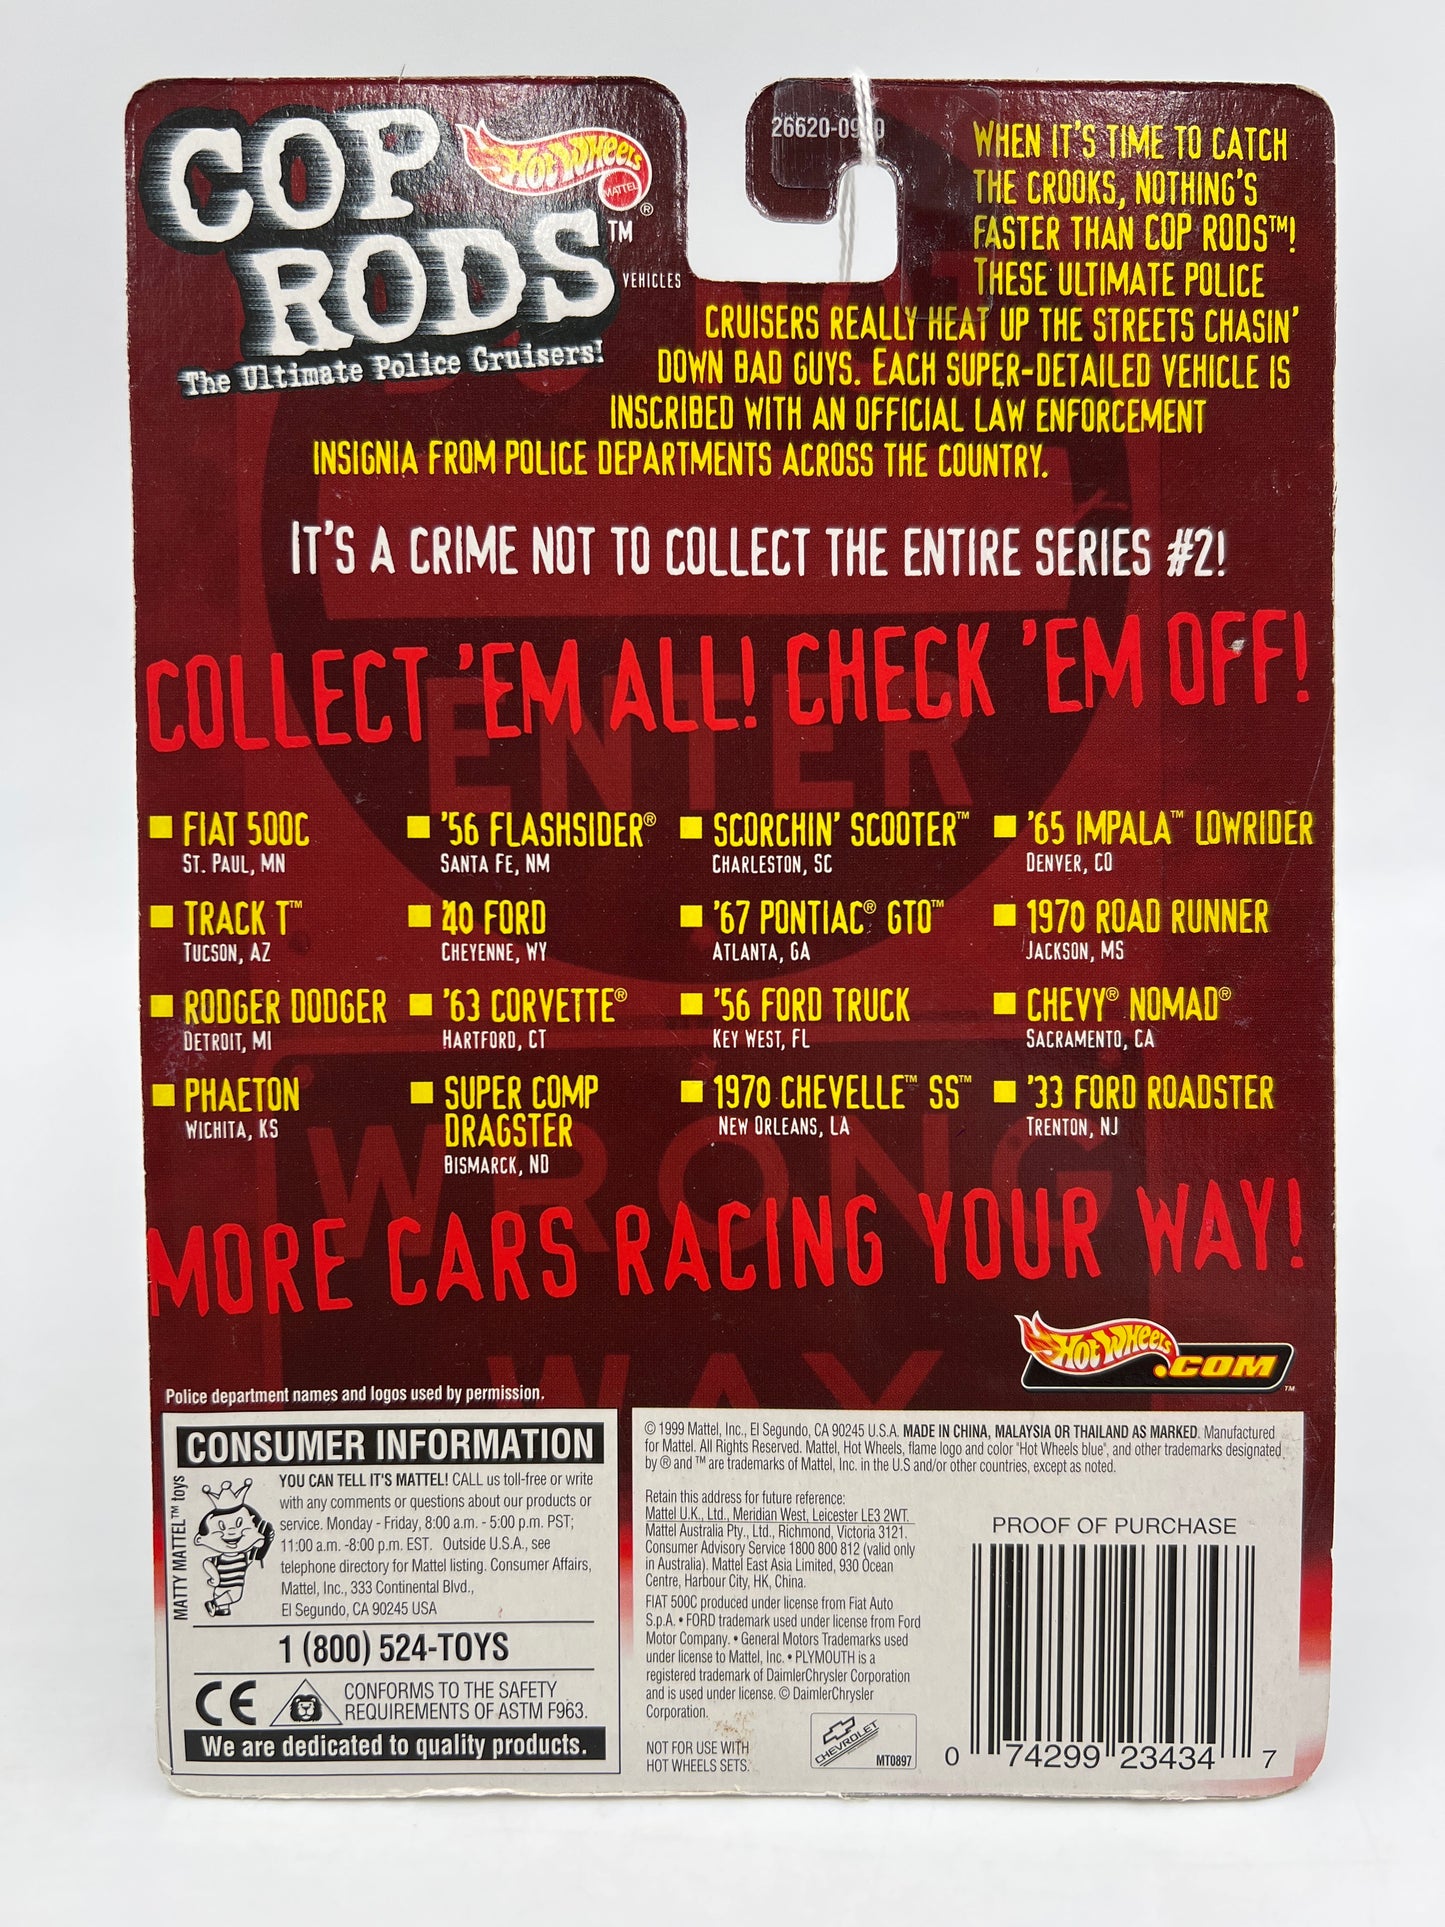 COP
RODS™
VEHICLES
The Ultimate Police Cruisers!
Hot Wheels
MATTEL
®
WHEN IT'S TIME TO CATCH
THE CROOKS, NOTHING'S
FASTER THAN COP RODS™!
THESE ULTIMATE POLICE
CRUISERS REALLY HEAT UP THE STREETS CHASIN'
DOWN BAD GUYS. EACH SUPER-DETAILED VEHICLE IS
INSCRIBED WITH AN OFFICIAL LAW ENFORCEMENT
INSIGNIA FROM POLICE DEPARTMENTS ACROSS THE COUNTRY.
IT'S A CRIME NOT TO COLLECT THE ENTIRE SERIES #2!
COLLECT 'EM ALL! CHECK 'EM OFF!
ENTER
FIAT 500C
ST. PAUL, MN
'56 FLASHSIDER®
SANTA FE, NM
SCORCHIN' SCOOTER™
CHARLESTON, SC
'65 IMPALA™ LOWRIDER
DENVER, CO
TRACK T™
TUCSON, AZ
'40 FORD
CHEYENNE, WY
'67 PONTIAC® GTO™
ATLANTA, GA
1970 ROAD RUNNER
JACKSON, MS
RODGER DODGER
DETROIT, MI
'63 CORVETTE®
HARTFORD, CT
'56 FORD TRUCK
KEY WEST, FL
CHEVY® NOMAD®
SACRAMENTO, CA
PHAETON
WICHITA, KS
SUPER COMP
DRAGSTER
BISMARCK, ND
1970 CHEVELLE™ SS™
NEW ORLEANS, LA
'33 FORD ROADSTER
TRENTON, NJ
WRONG
WAY
MORE CARS RACING YOUR WAY!
Hot Wheels
.COM™
Police department names and logos used by permission.
CONSUMER INFORMATION
MATTY MATTEL™ toys
YOU CAN TELL IT'S MATTEL! CALL us toll-free or write
with any comments or questions about our products or
service. Monday - Friday, 8:00 a.m. - 5:00 p.m. PST;
11:00 a.m. -8:00 p.m. EST. Outside U.S.A., see
telephone directory for Mattel listing. Consumer Affairs,
Mattel, Inc., 333 Continental Blvd.,
El Segundo, CA 90245 USA
1 (800) 524-TOYS
CE
CONFORMS TO THE SAFETY
REQUIREMENTS OF ASTM F963.
We are dedicated to quality products.
© 1999 Mattel, Inc., El Segundo, CA 90245 U.S.A. MADE IN CHINA, MALAYSIA OR THAILAND AS MARKED. Manufactured
for Mattel. All Rights Reserved. Mattel, Hot Wheels, flame logo and color "Hot Wheels blue", and other trademarks designated
by ® and ™ are trademarks of Mattel, Inc. in the U.S and/or other countries, except as noted.
Retain this address for future reference:
Mattel U.K., Ltd., Meridian West, Leicester LE3 2WT.
Mattel Australia Pty., Ltd., Richmond, Victoria 3121.
Consumer Advisory Service 1800 800 812 (valid only
in Australia). Mattel East Asia Limited, 930 Ocean
Centre, Harbour City, HK, China.
FIAT 500C produced under license from Fiat Auto
S.p.A. • FORD trademark used under license from Ford
Motor Company. • General Motors Trademarks used
under license to Mattel, Inc. • PLYMOUTH is a
registered trademark of DaimlerChrysler Corporation
and is used under license. © DaimlerChrysler
Corporation.
NOT FOR USE WITH
HOT WHEELS SETS.
CHEVROLET
MT0897
PROOF OF PURCHASE
0 74299 23434 7